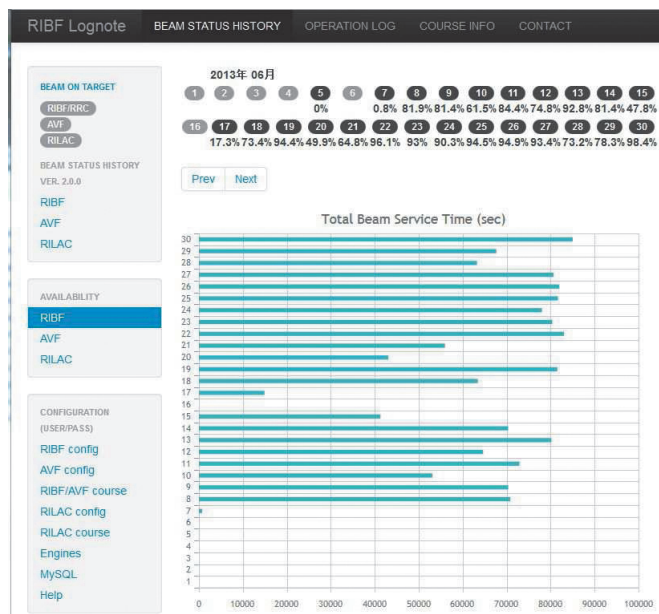 RIBF Lognote BEAM STATUS HISTORY OPERATION LOG COURSE INFO CONTACT
BEAM ON TARGET
RIBF/RRC
AVF
RILAC
BEAM STATUS HISTORY
VER. 2.0.0
RIBF
AVF
RILAC
AVAILABILITY
RIBF
AVF
RILAC
CONFIGURATION
(USER/PASS)
RIBF config
AVF config
RIBF/AVF course
RILAC config
RILAC course
Engines
MySQL
Help
2013年 06月
1 2 3 4 5 6 7 8 9 10 11 12 13 14 15
0% 0.8% 81.9% 81.4% 61.5% 84.4% 74.8% 92.8% 81.4% 47.8%
16 17 18 19 20 21 22 23 24 25 26 27 28 29 30
17.3% 73.4% 94.4% 49.9% 64.8% 96.1% 93% 90.3% 94.5% 94.9% 93.4% 73.2% 78.3% 98.4%
Prev Next
Total Beam Service Time (sec)
30
29
28
27
26
25
24
23
22
21
20
19
18
17
16
15
14
13
12
11
10
9
8
7
6
5
4
3
2
1
0 10000 20000 30000 40000 50000 60000 70000 80000 90000 100000